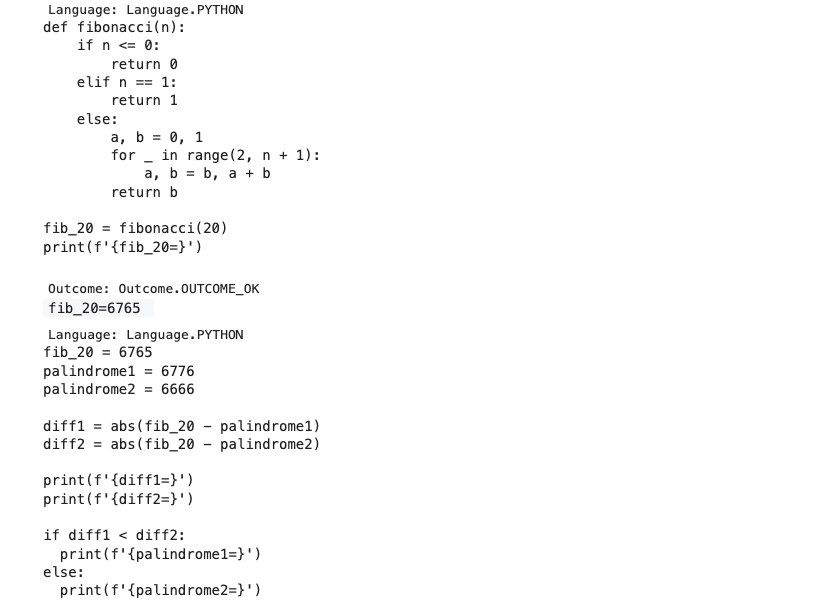 Language: Language.PYTHON
def fibonacci(n):
    if n <= 0:
        return 0
    elif n == 1:
        return 1
    else:
        a, b = 0, 1
        for _ in range(2, n + 1):
            a, b = b, a + b
        return b

fib_20 = fibonacci(20)
print(f'{fib_20=}')

Outcome: Outcome.OUTCOME_OK
fib_20=6765
Language: Language.PYTHON
fib_20 = 6765
palindrome1 = 6776
palindrome2 = 6666

diff1 = abs(fib_20 - palindrome1)
diff2 = abs(fib_20 - palindrome2)

print(f'{diff1=}')
print(f'{diff2=}')

if diff1 < diff2:
  print(f'{palindrome1=}')
else:
  print(f'{palindrome2=}')